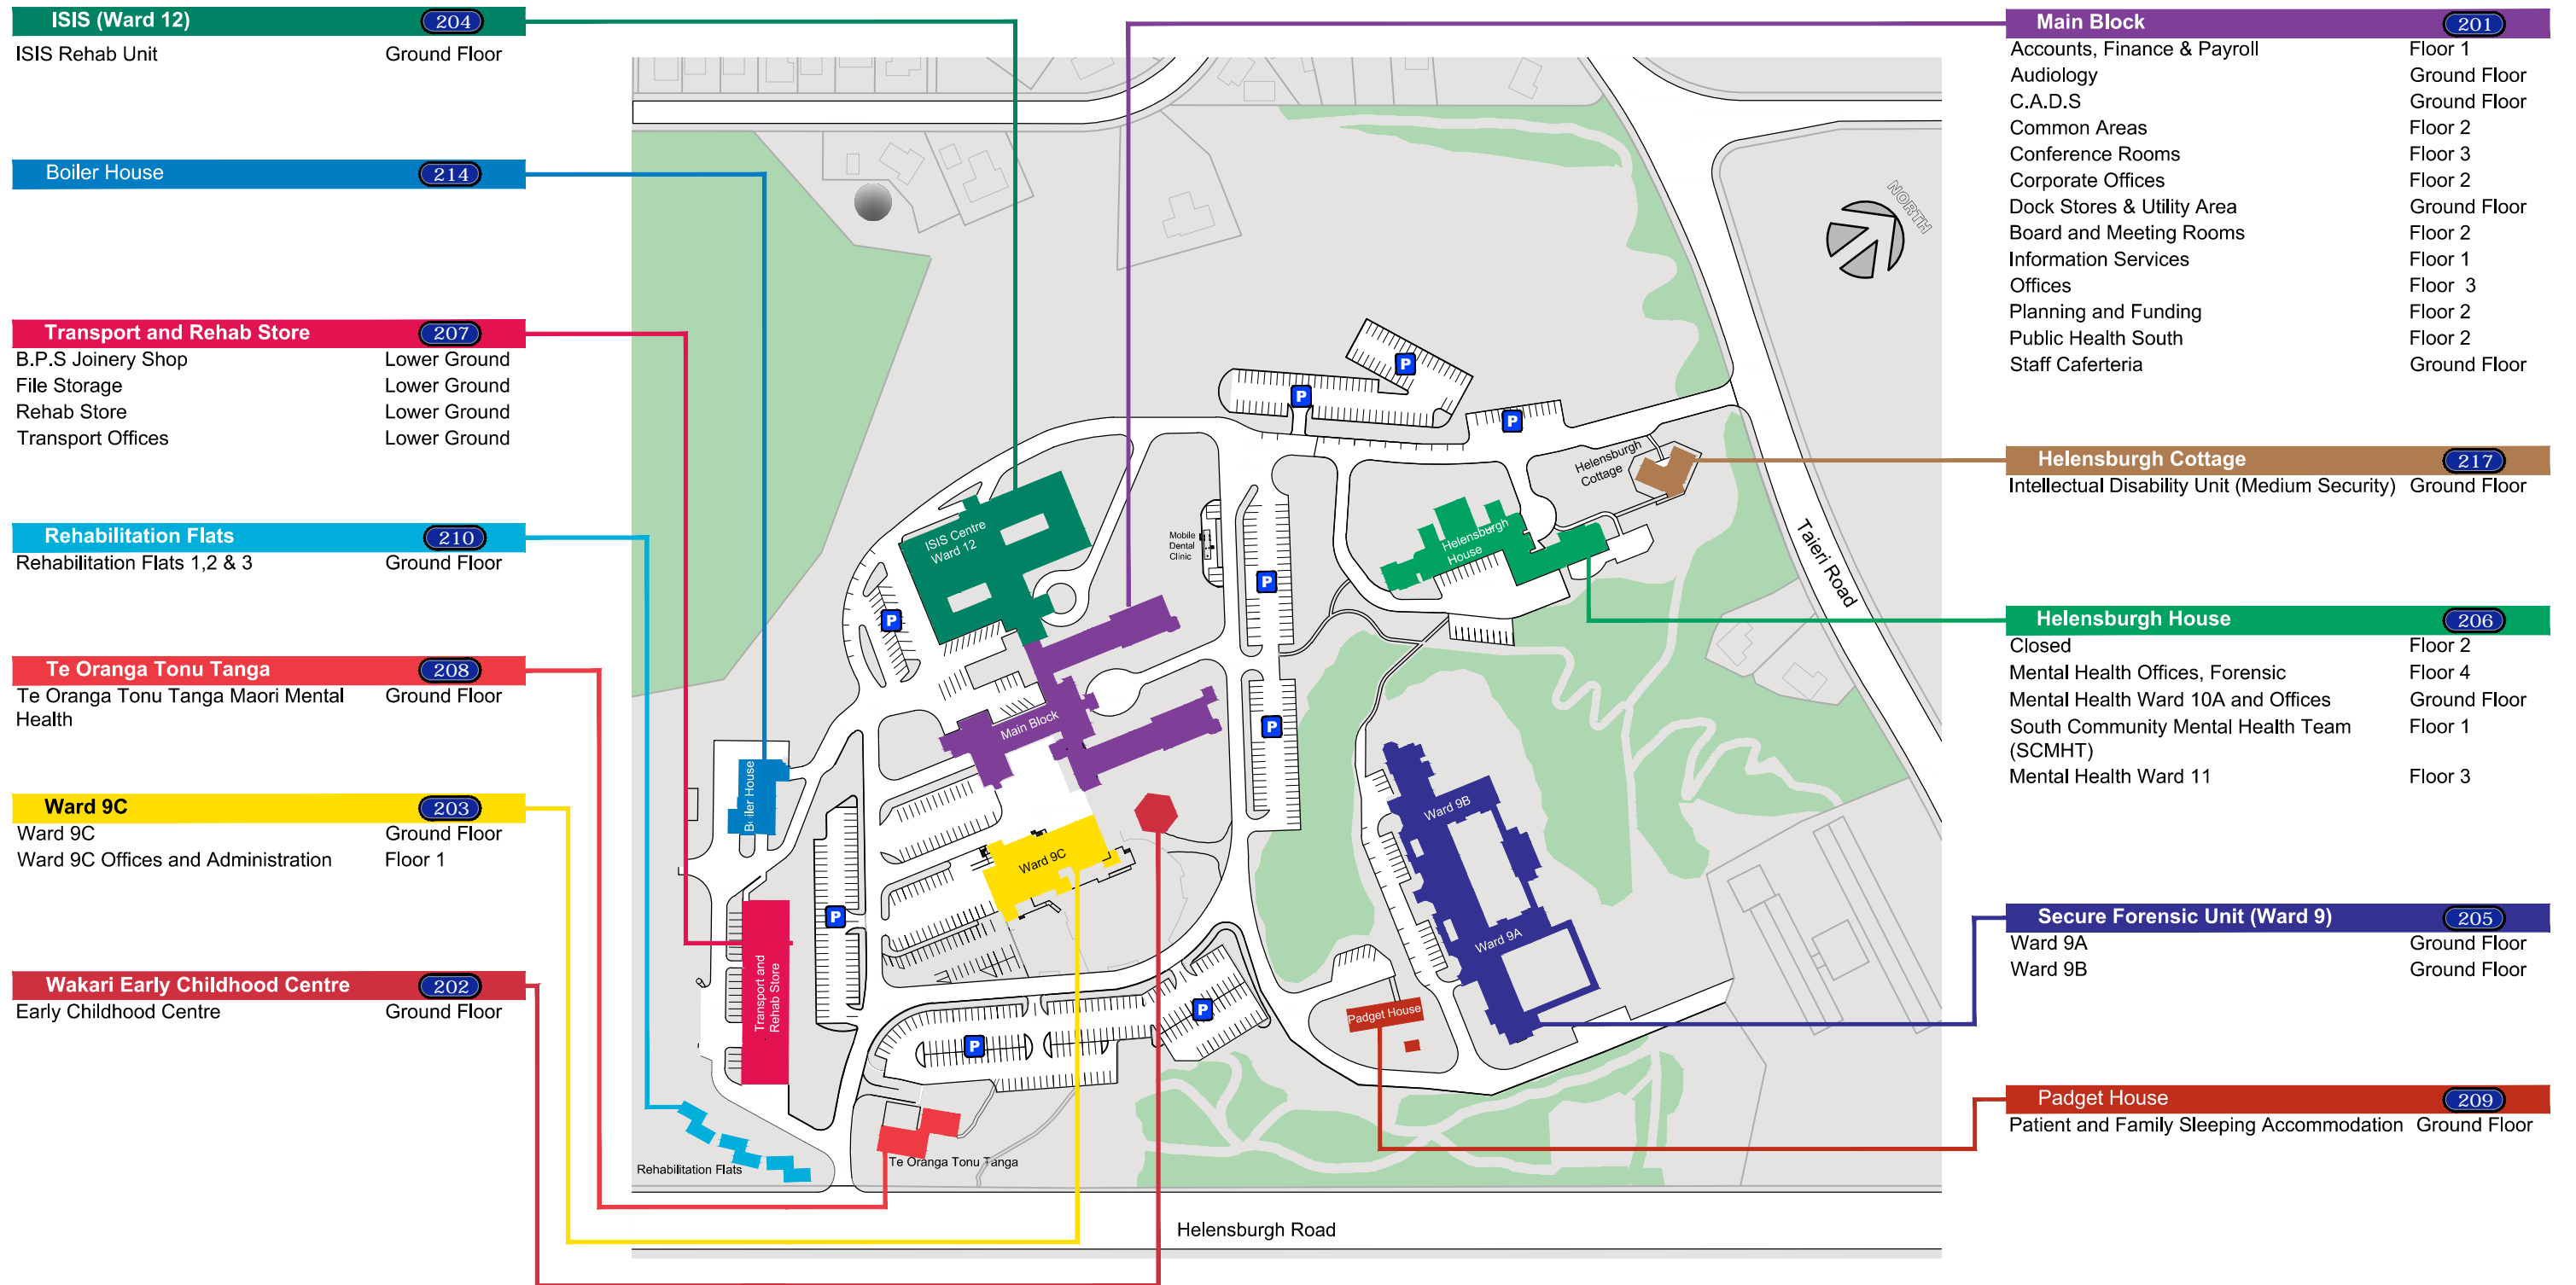 ISIS (Ward 12) 204
ISIS Rehab Unit Ground Floor
Boiler House 214
Transport and Rehab Store 207
B.P.S Joinery Shop Lower Ground
File Storage Lower Ground
Rehab Store Lower Ground
Transport Offices Lower Ground
Rehabilitation Flats 210
Rehabilitation Flats 1,2 & 3 Ground Floor
Te Oranga Tonu Tanga 208
Te Oranga Tonu Tanga Maori Mental Ground Floor
Health
Ward 9C 203
Ward 9C Ground Floor
Ward 9C Offices and Administration Floor 1
Wakari Early Childhood Centre 202
Early Childhood Centre Ground Floor
NORTH
P
P
P
Helensburgh
Cottage
ISIS Centre
Ward 12
Mobile
Dental
Clinic
Helensburgh
House
Taieri Road
P
P
Main Block
P
Boiler House
Ward 9B
Ward 9C
P
Ward 9A
Transport and
Rehab Store
P
Padget House
P
Te Oranga Tonu Tanga
Rehabilitation Flats
Helensburgh Road
Main Block 201
Accounts, Finance & Payroll Floor 1
Audiology Ground Floor
C.A.D.S Ground Floor
Common Areas Floor 2
Conference Rooms Floor 3
Corporate Offices Floor 2
Dock Stores & Utility Area Ground Floor
Board and Meeting Rooms Floor 2
Information Services Floor 1
Offices Floor 3
Planning and Funding Floor 2
Public Health South Floor 2
Staff Caferteria Ground Floor
Helensburgh Cottage 217
Intellectual Disability Unit (Medium Security) Ground Floor
Helensburgh House 206
Closed Floor 2
Mental Health Offices, Forensic Floor 4
Mental Health Ward 10A and Offices Ground Floor
South Community Mental Health Team Floor 1
(SCMHT)
Mental Health Ward 11 Floor 3
Secure Forensic Unit (Ward 9) 205
Ward 9A Ground Floor
Ward 9B Ground Floor
Padget House 209
Patient and Family Sleeping Accommodation Ground Floor